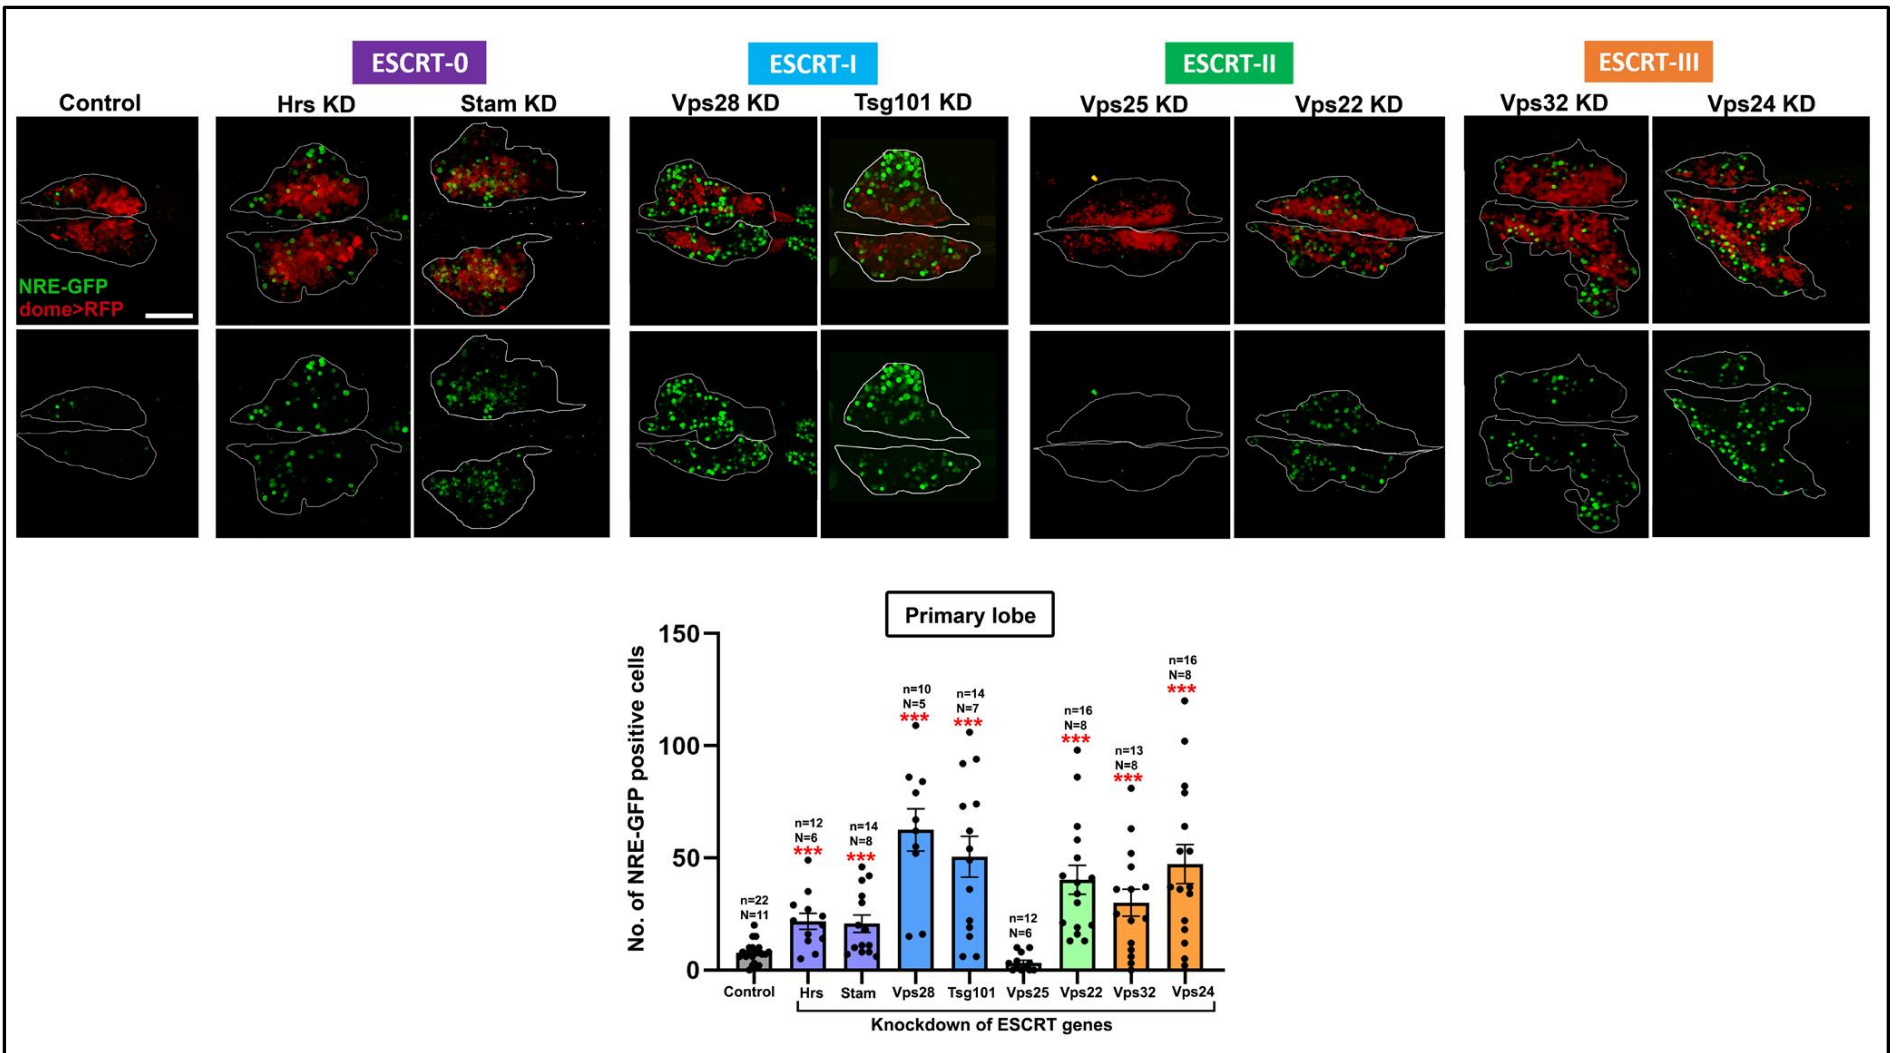 ESCRT-0 ESCRT-I ESCRT-II ESCRT-III
Control Hrs KD Stam KD Vps28 KD Tsg101 KD Vps25 KD Vps22 KD Vps32 KD Vps24 KD
NRE-GFP
dome>RFP
Primary lobe
No. of NRE-GFP positive cells
150
100
50
0
n=22
N=11
n=12
N=6
***
n=14
N=8
***
n=10
N=5
***
n=14
N=7
***
n=12
N=6
n=16
N=8
***
n=13
N=8
***
n=16
N=8
***
Control Hrs Stam Vps28 Tsg101 Vps25 Vps22 Vps32 Vps24
Knockdown of ESCRT genes